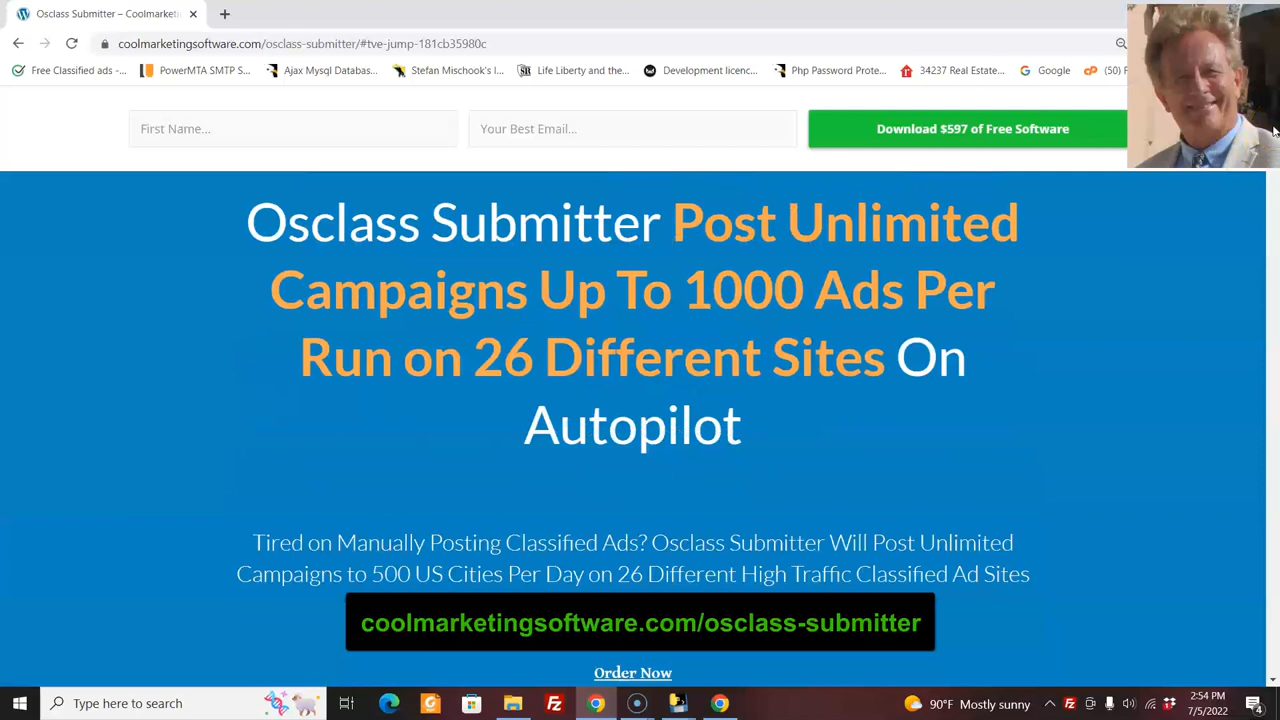 Osclass Submitter – Coolmarketi
coolmarketingsoftware.com/osclass-submitter/#tve-jump-181cb35980c
Free Classified ads -...
PowerMTA SMTP S...
Ajax Mysql Databas...
Stefan Mischook's I...
Life Liberty and the...
Development licenc...
Php Password Prote...
34237 Real Estate...
Google
(50) F
First Name...
Your Best Email...
Download $597 of Free Software
Osclass Submitter Post Unlimited
Campaigns Up To 1000 Ads Per
Run on 26 Different Sites On
Autopilot
Tired on Manually Posting Classified Ads? Osclass Submitter Will Post Unlimited
Campaigns to 500 US Cities Per Day on 26 Different High Traffic Classified Ad Sites
coolmarketingsoftware.com/osclass-submitter
Order Now
Type here to search
90°F Mostly sunny
2:54 PM
7/5/2022
4